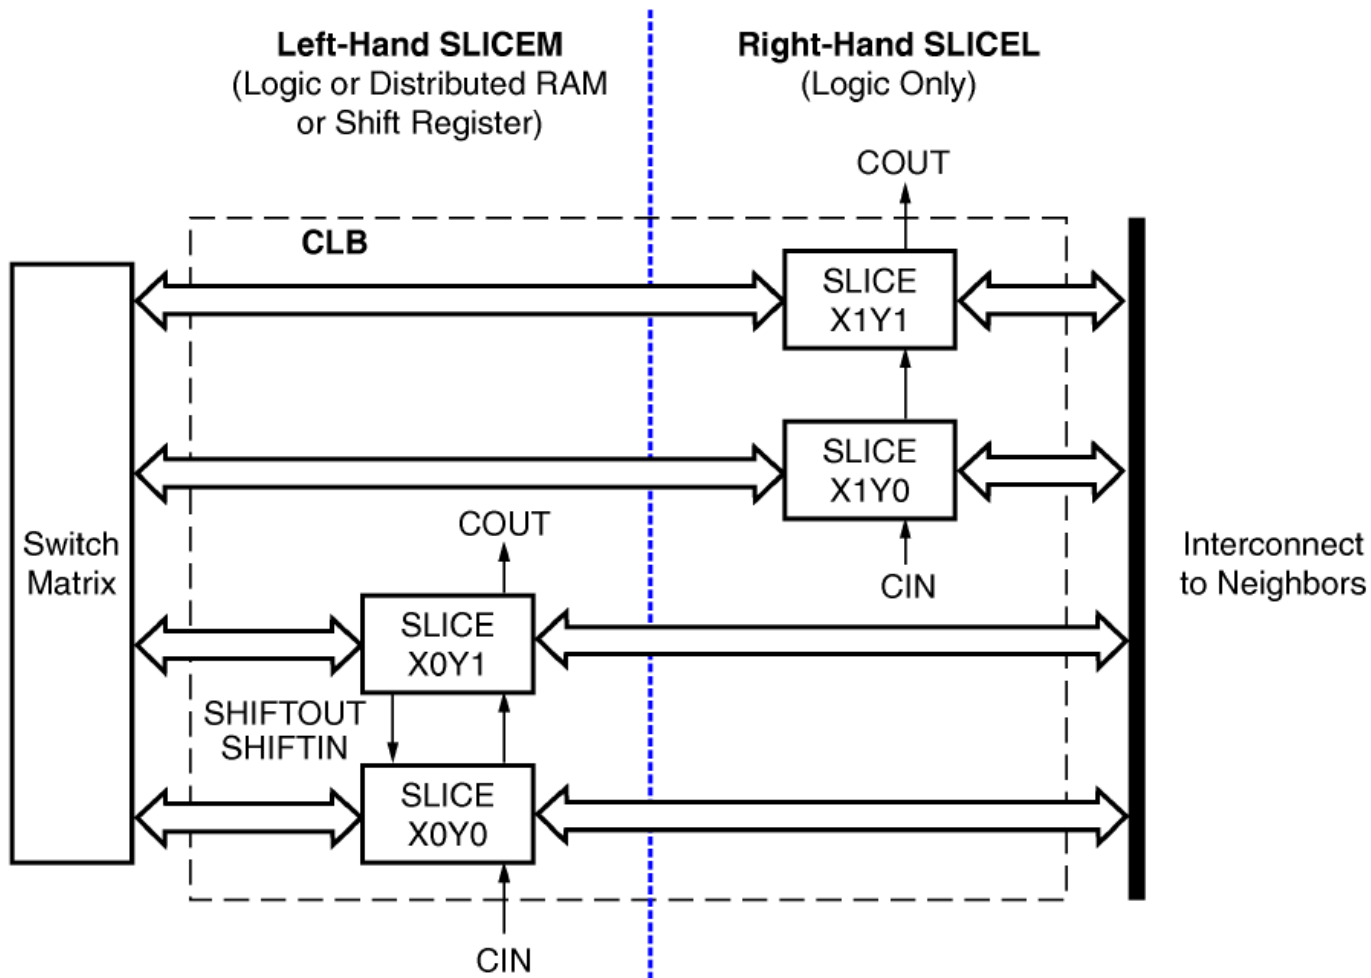 Left-Hand SLICEM
(Logic or Distributed RAM
or Shift Register)
Right-Hand SLICEL
(Logic Only)
COUT
CLB
SLICE
X1Y1
SLICE
X1Y0
COUT
CIN
Switch
Matrix
Interconnect
to Neighbors
SLICE
X0Y1
SHIFTOUT
SHIFTIN
SLICE
X0Y0
CIN